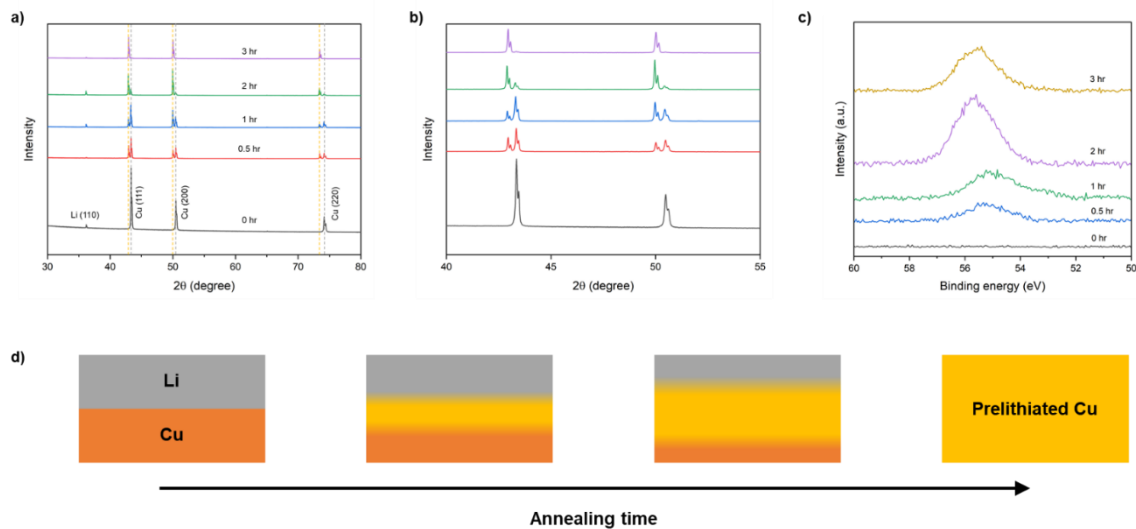 a)
Intensity
3 hr
2 hr
1 hr
0.5 hr
0 hr
Li (110)
Cu (111)
Cu (200)
Cu (220)
30 40 50 60 70 80
2θ (degree)
b)
Intensity
40 45 50 55
2θ (degree)
c)
Intensity (a.u.)
3 hr
2 hr
1 hr
0.5 hr
0 hr
60 58 56 54 52 50
Binding energy (eV)
d)
Li
Cu
Prelithiated Cu
Annealing time